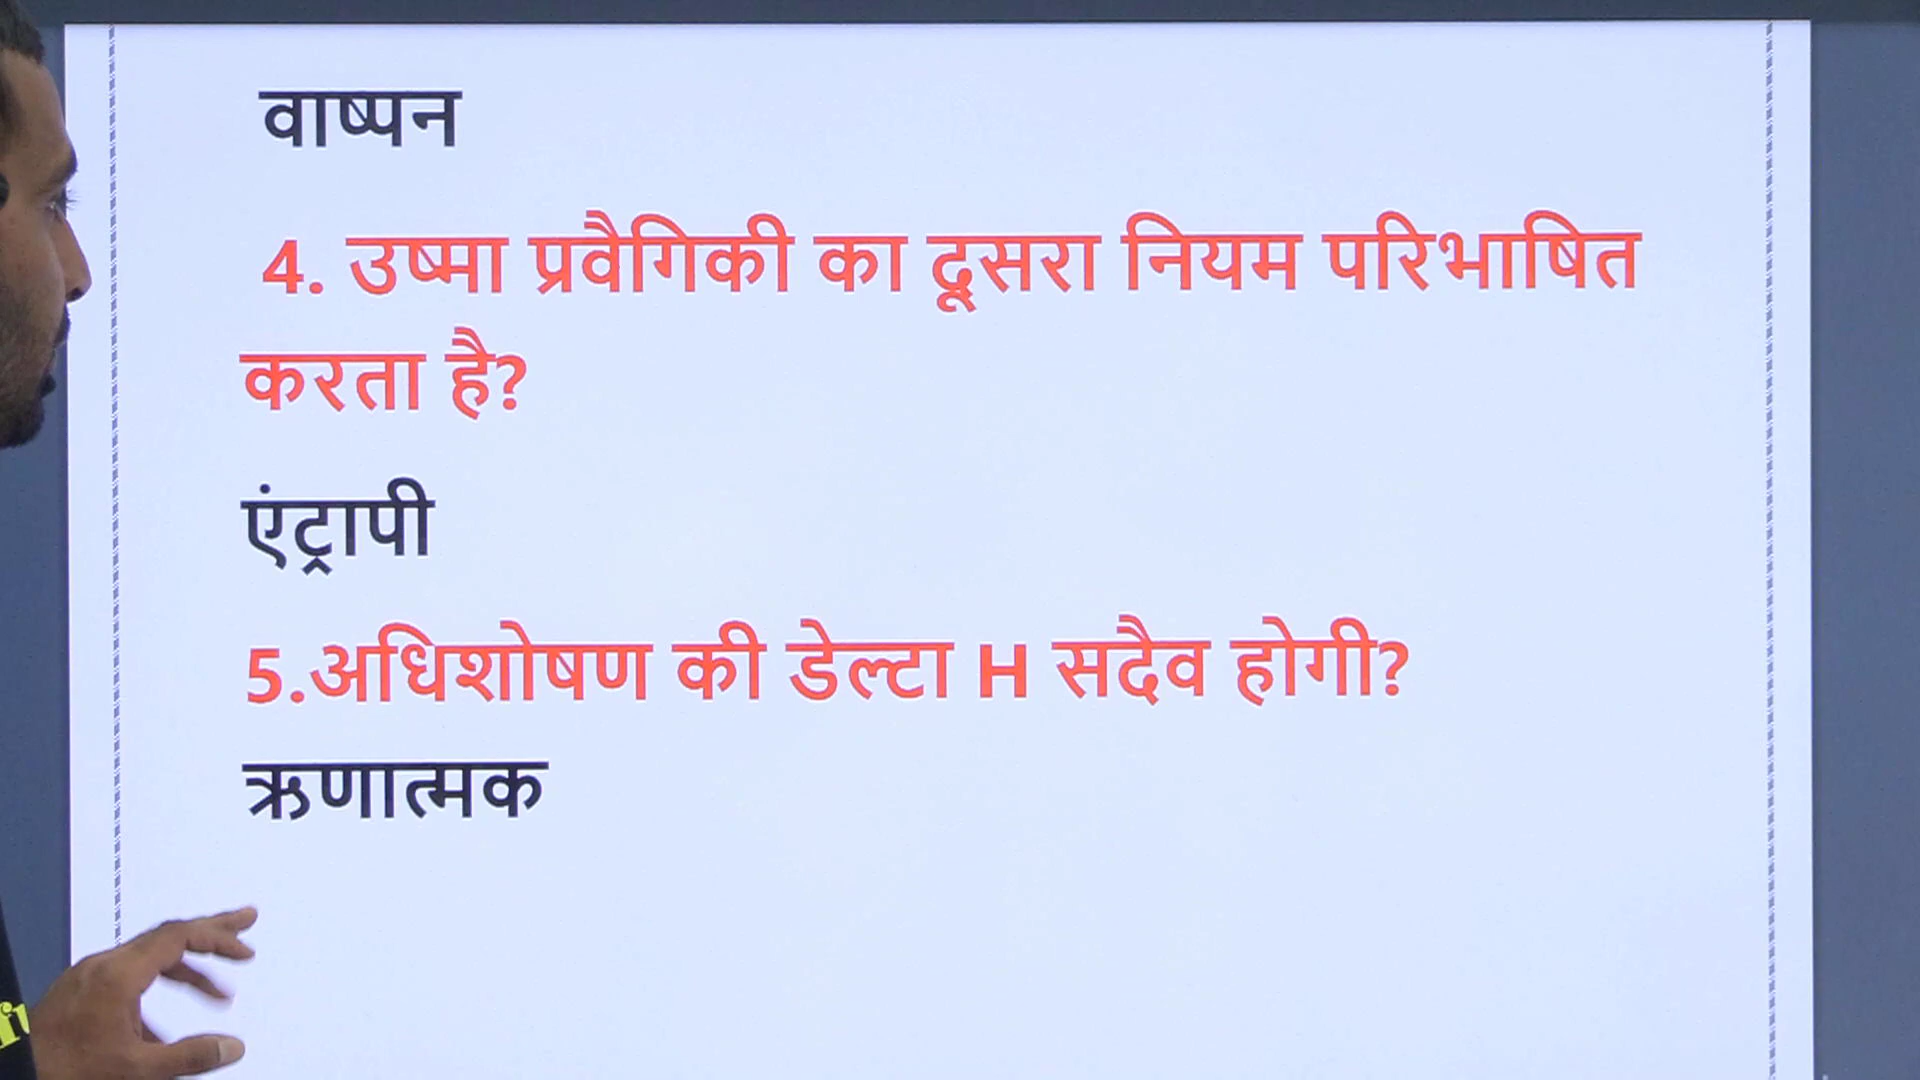 वाष्पन
4. उष्मा प्रवैगिकी का दूसरा नियम परिभाषित
करता है?
एंट्रापी
5.अधिशोषण की डेल्टा H सदैव होगी?
ऋणात्मक